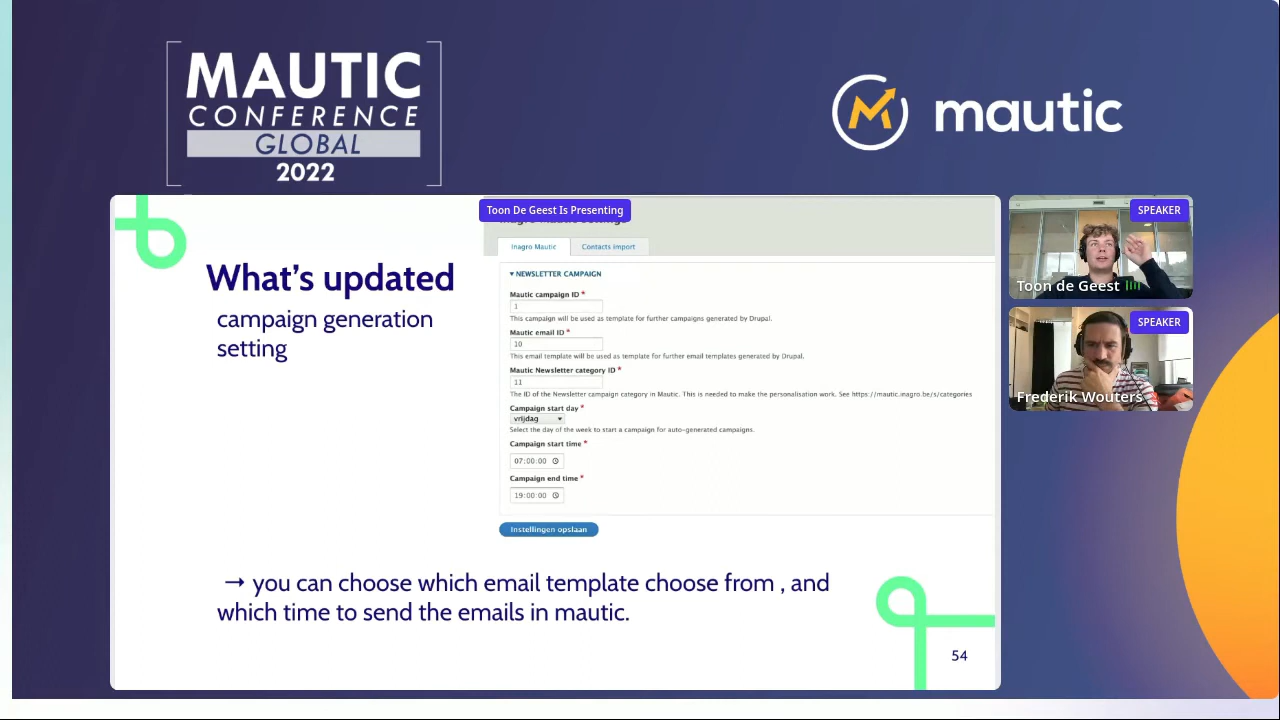 MAUTIC
CONFERENCE
GLOBAL
2022
mautic
Toon De Geest Is Presenting
Inagro Mautic
Contacts import
What's updated
campaign generation
setting
▾ NEWSLETTER CAMPAIGN
Mautic campaign ID *
1
This campaign will be used as template for further campaigns generated by Drupal.
Mautic email ID *
10
This email template will be used as template for further email templates generated by Drupal.
Mautic Newsletter category ID *
11
The ID of the Newsletter campaign category in Mautic. This is needed to make the personalisation work. See https://mautic.inagro.be/s/categories
Campaign start day *
vrijdag
Select the day of the week to start a campaign for auto-generated campaigns.
Campaign start time *
07:00:00
Campaign end time *
19:00:00
Instellingen opslaan
→ you can choose which email template choose from , and
which time to send the emails in mautic.
54
SPEAKER
Toon de Geest
SPEAKER
Frederik Wouters